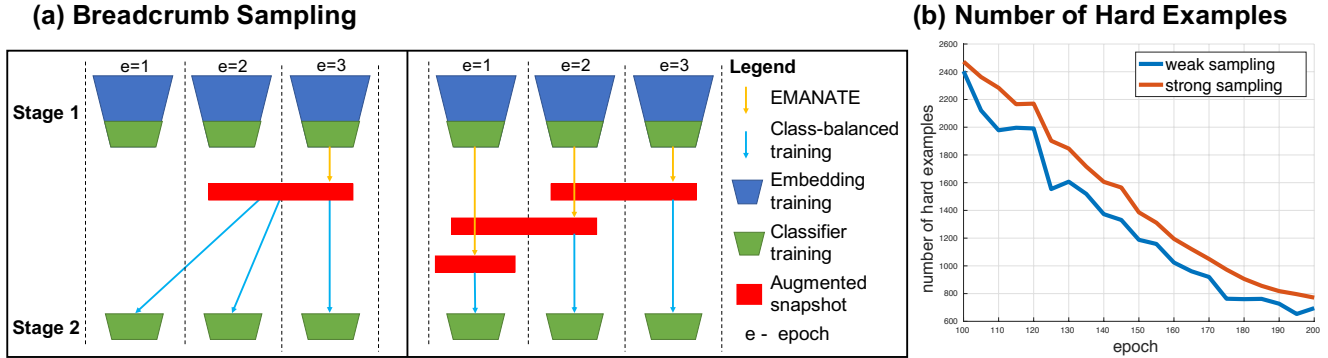 (a) Breadcrumb Sampling
(b) Number of Hard Examples
e=1
e=2
e=3
e=1
e=2
e=3
Stage 1
Stage 2
Legend
EMANATE
Class-balanced
training
Embedding
training
Classifier
training
Augmented
snapshot
e - epoch
number of hard examples
2600
2400
2200
2000
1800
1600
1400
1200
1000
800
600
weak sampling
strong sampling
100
110
120
130
140
150
160
170
180
190
200
epoch